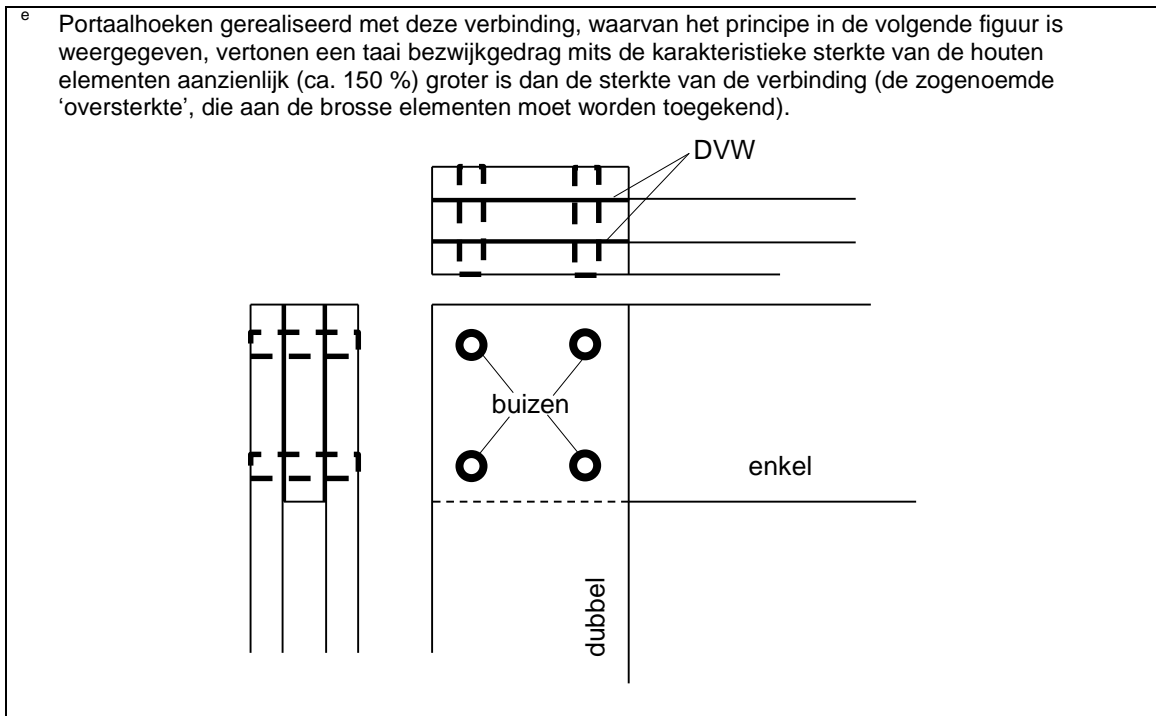 e Portaalhoeken gerealiseerd met deze verbinding, waarvan het principe in de volgende figuur is
weergegeven, vertonen een taai bezwijkgedrag mits de karakteristieke sterkte van de houten
elementen aanzienlijk (ca. 150 %) groter is dan de sterkte van de verbinding (de zogenoemde
‘oversterkte’, die aan de brosse elementen moet worden toegekend).
DVW
buizen
enkel
dubbel